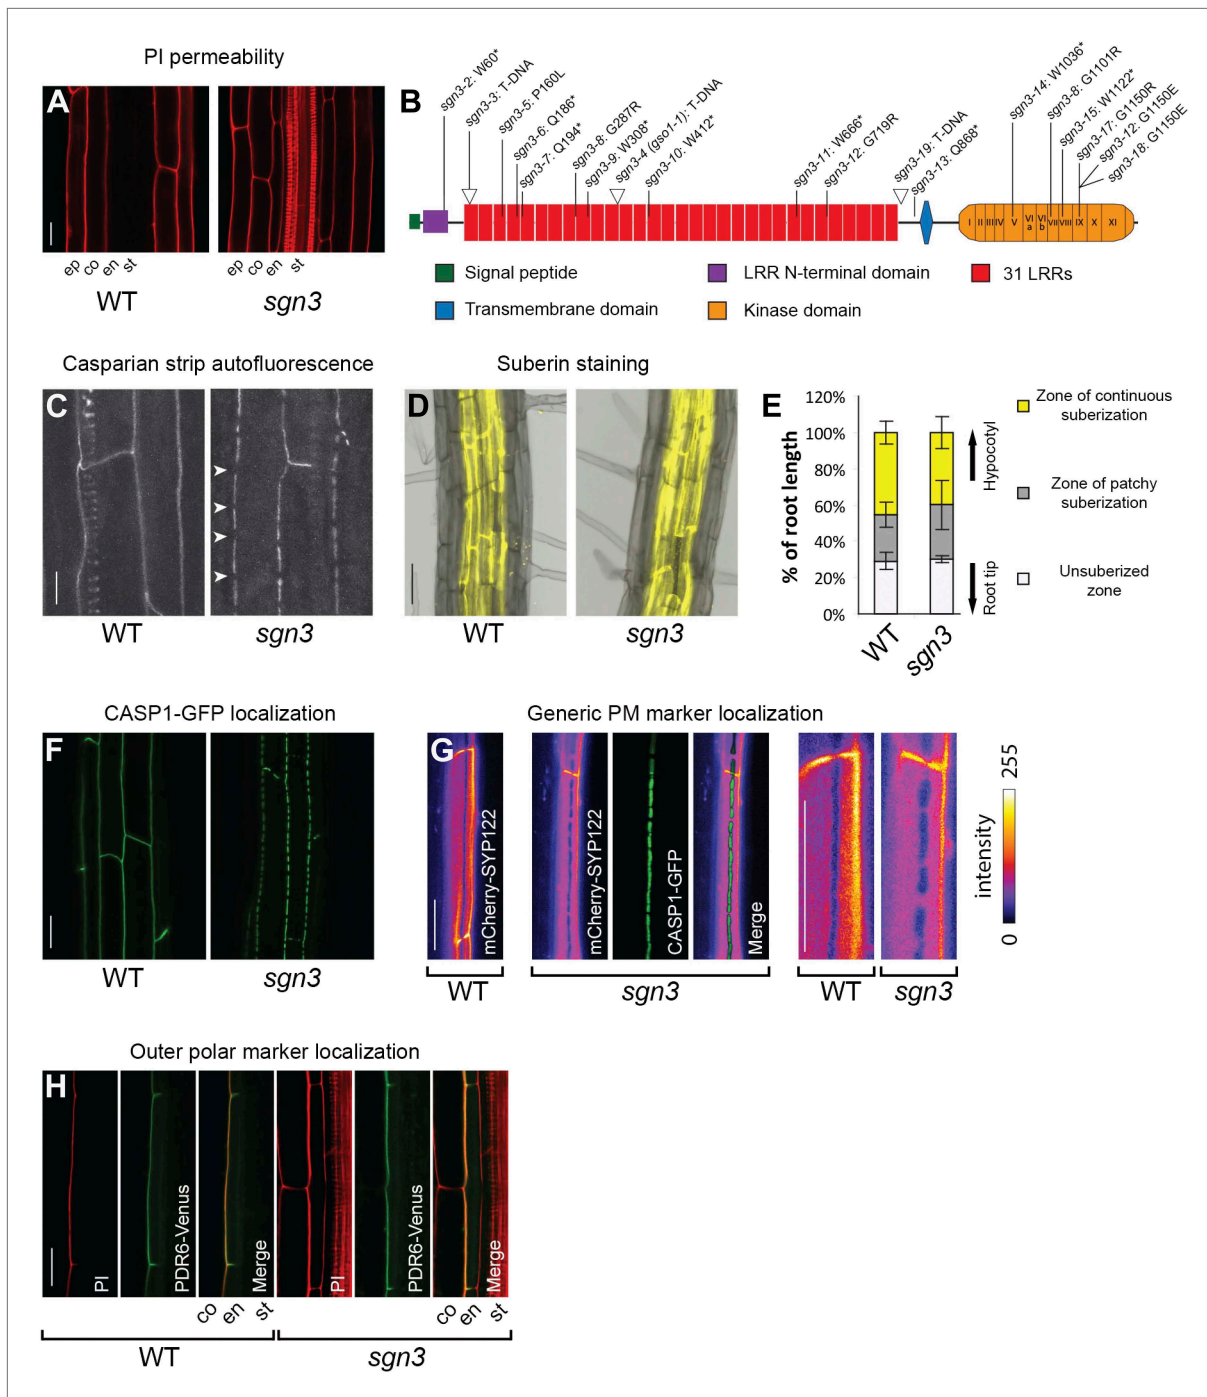 PI permeability
A
ep
co
en
st
WT
ep
co
en
st
sgn3
B
sgn3-2: W60*
sgn3-3: T-DNA
sgn3-5: P160L
sgn3-6: Q186*
sgn3-7: Q194*
sgn3-8: G287R
sgn3-9: W308*
sgn3-4 (gso1-1): T-DNA
sgn3-10: W412*
sgn3-11: W666*
sgn3-12: G719R
sgn3-19: T-DNA
sgn3-13: Q868*
sgn3-14: W1036*
sgn3-8: G1101R
sgn3-15: W1122*
sgn3-17: G1150R
sgn3-12: G1150E
sgn3-18: G1150E
I II III IV V VI a VI b VII VIII IX X XI
Signal peptide
LRR N-terminal domain
31 LRRs
Transmembrane domain
Kinase domain
Casparian strip autofluorescence
C
WT
sgn3
Suberin staining
D
WT
sgn3
E
% of root length
120%
100%
80%
60%
40%
20%
0%
WT
sgn3
Hypocotyl
Root tip
Zone of continuous
suberization
Zone of patchy
suberization
Unsuberized
zone
CASP1-GFP localization
F
WT
sgn3
Generic PM marker localization
G
mCherry-SYP122
mCherry-SYP122
CASP1-GFP
Merge
WT
sgn3
WT
sgn3
0
255
intensity
Outer polar marker localization
H
PI
PDR6-Venus
Merge
PI
PDR6-Venus
Merge
co
en
st
co
en
st
WT
sgn3